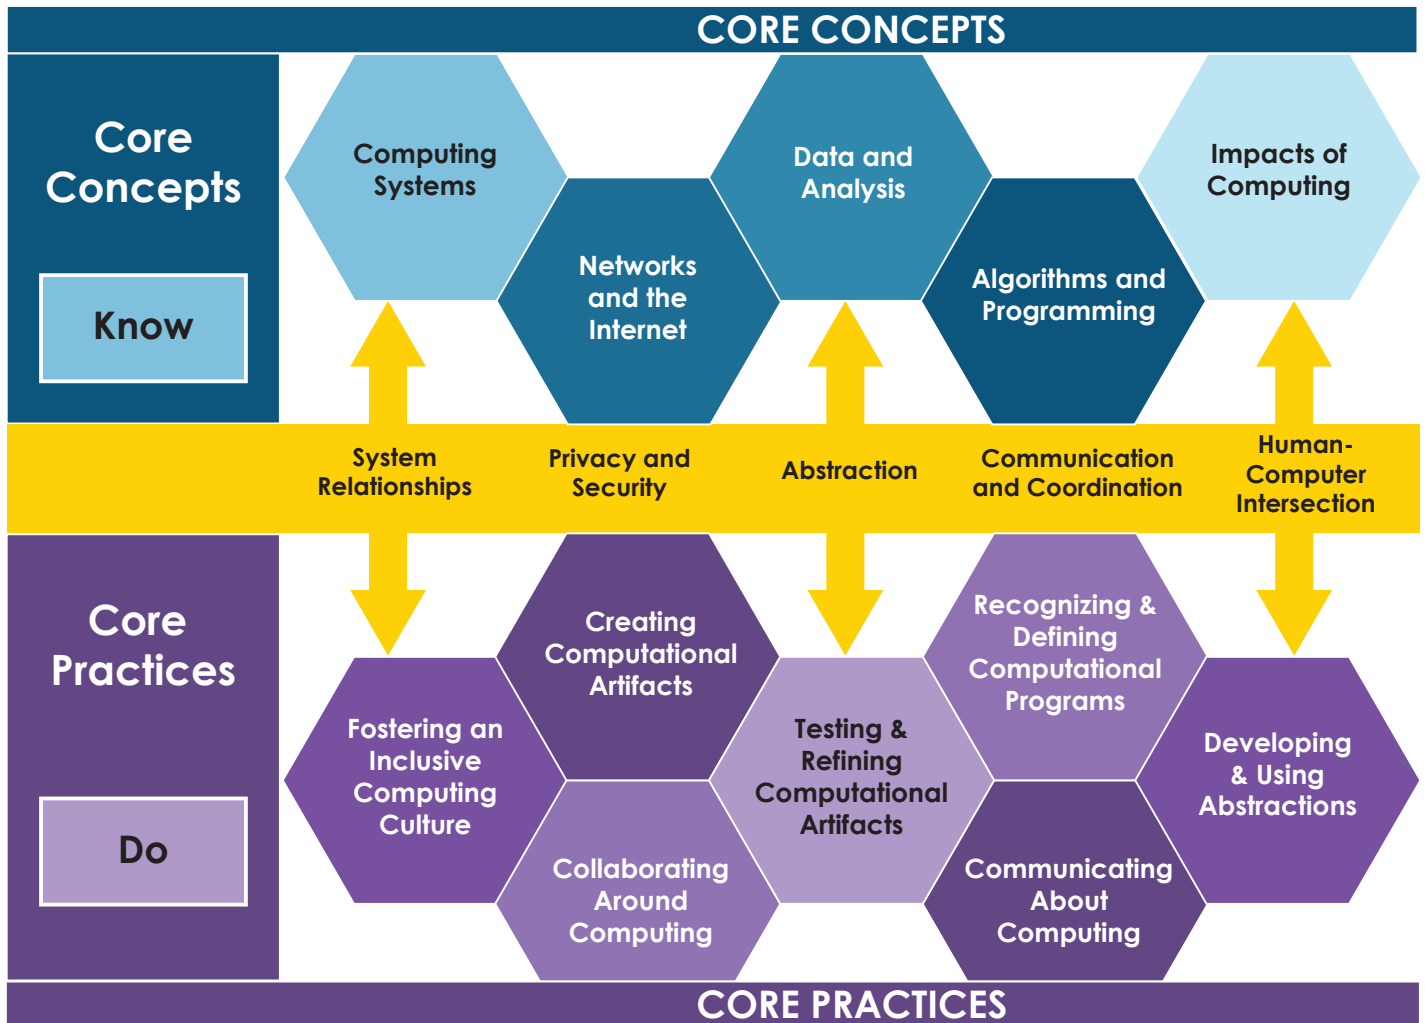 CORE CONCEPTS
Core
Concepts
Know
Computing
Systems
Networks
and the
Internet
Data and
Analysis
Algorithms and
Programming
Impacts of
Computing
System
Relationships
Privacy and
Security
Abstraction
Communication
and Coordination
Human-
Computer
Intersection
Core
Practices
Do
Fostering an
Inclusive
Computing
Culture
Creating
Computational
Artifacts
Collaborating
Around
Computing
Testing &
Refining
Computational
Artifacts
Recognizing &
Defining
Computational
Programs
Communicating
About
Computing
Developing
& Using
Abstractions
CORE PRACTICES